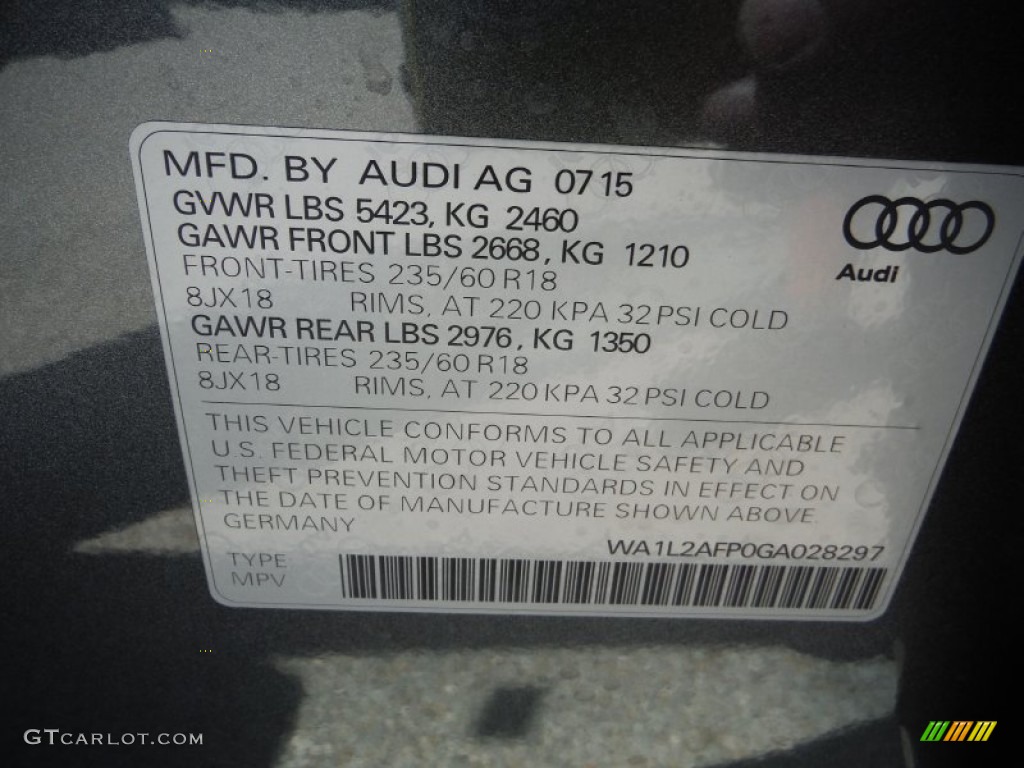 MFD. BY AUDI AG 0715
GVWR LBS 5423, KG 2460
GAWR FRONT LBS 2668, KG 1210
FRONT-TIRES 235/60 R18
8JX18 RIMS, AT 220 KPA 32 PSI COLD
GAWR REAR LBS 2976, KG 1350
REAR-TIRES 235/60 R18
8JX18 RIMS, AT 220 KPA 32 PSI COLD
Audi
THIS VEHICLE CONFORMS TO ALL APPLICABLE
U.S. FEDERAL MOTOR VEHICLE SAFETY AND
THEFT PREVENTION STANDARDS IN EFFECT ON
THE DATE OF MANUFACTURE SHOWN ABOVE.
GERMANY
WA1L2AFP0GA028297
TYPE
MPV
GTCARLOT.COM